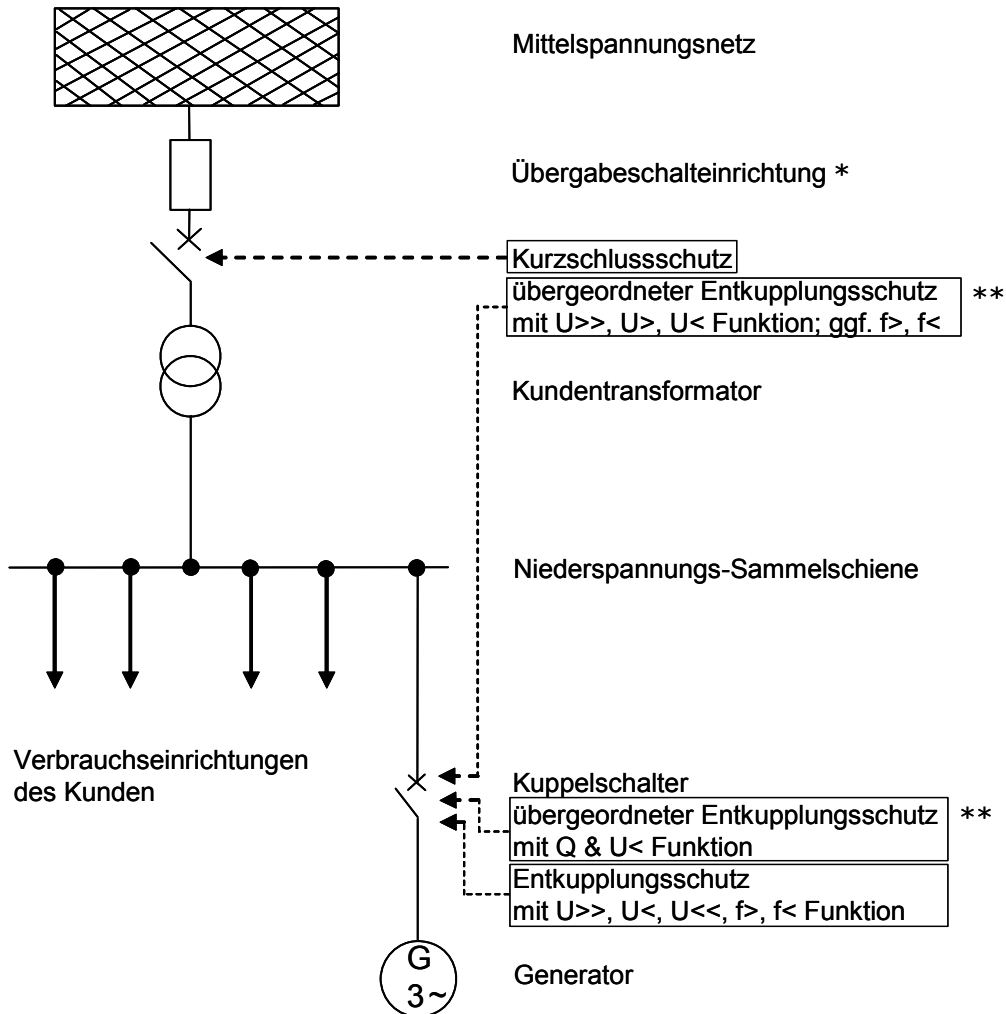 Mittelspannungsnetz
Übergabeschalteinrichtung *
Kurzschlussschutz
übergeordneter Entkupplungsschutz **
mit U>>, U>, U< Funktion; ggf. f>, f<
Kundentransformator
Niederspannungs-Sammelschiene
Verbrauchseinrichtungen
des Kunden
Kuppelschalter
übergeordneter Entkupplungsschutz **
mit Q & U< Funktion
Entkupplungsschutz
mit U>>, U<, U<<, f>, f< Funktion
G
3~
Generator